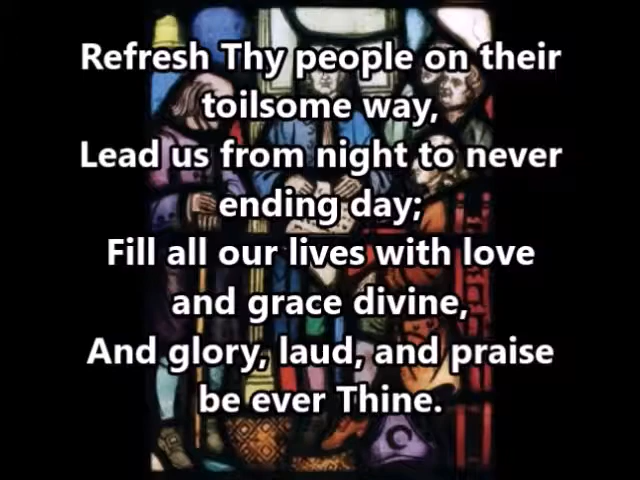 Refresh Thy people on their
toilsome way,
Lead us from night to never
ending day;
Fill all our lives with love
and grace divine,
And glory, laud, and praise
be ever Thine.